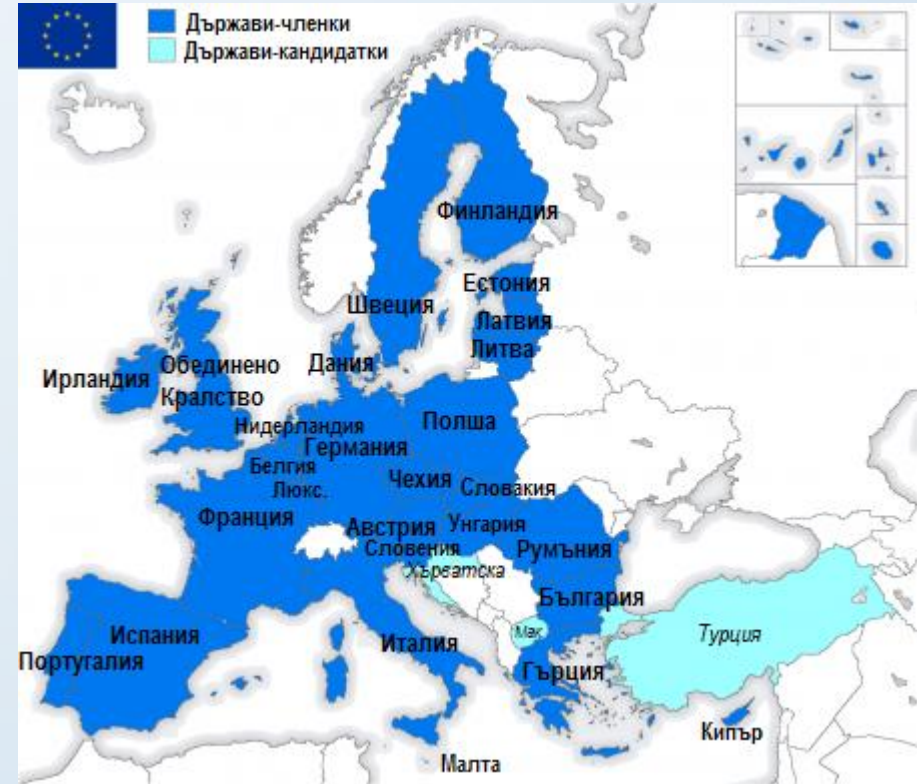 Държави-членки
Държави-кандидатки
Финландия
Естония
Швеция
Латвия
Литва
Дания
Ирландия
Обединено
Кралство
Нидерландия
Полша
Германия
Белгия
Люкс.
Чехия
Словакия
Франция
Австрия
Унгария
Словения
Румъния
Хърватска
България
Испания
Италия
Мак.
Турция
Португалия
Гърция
Кипър
Малта